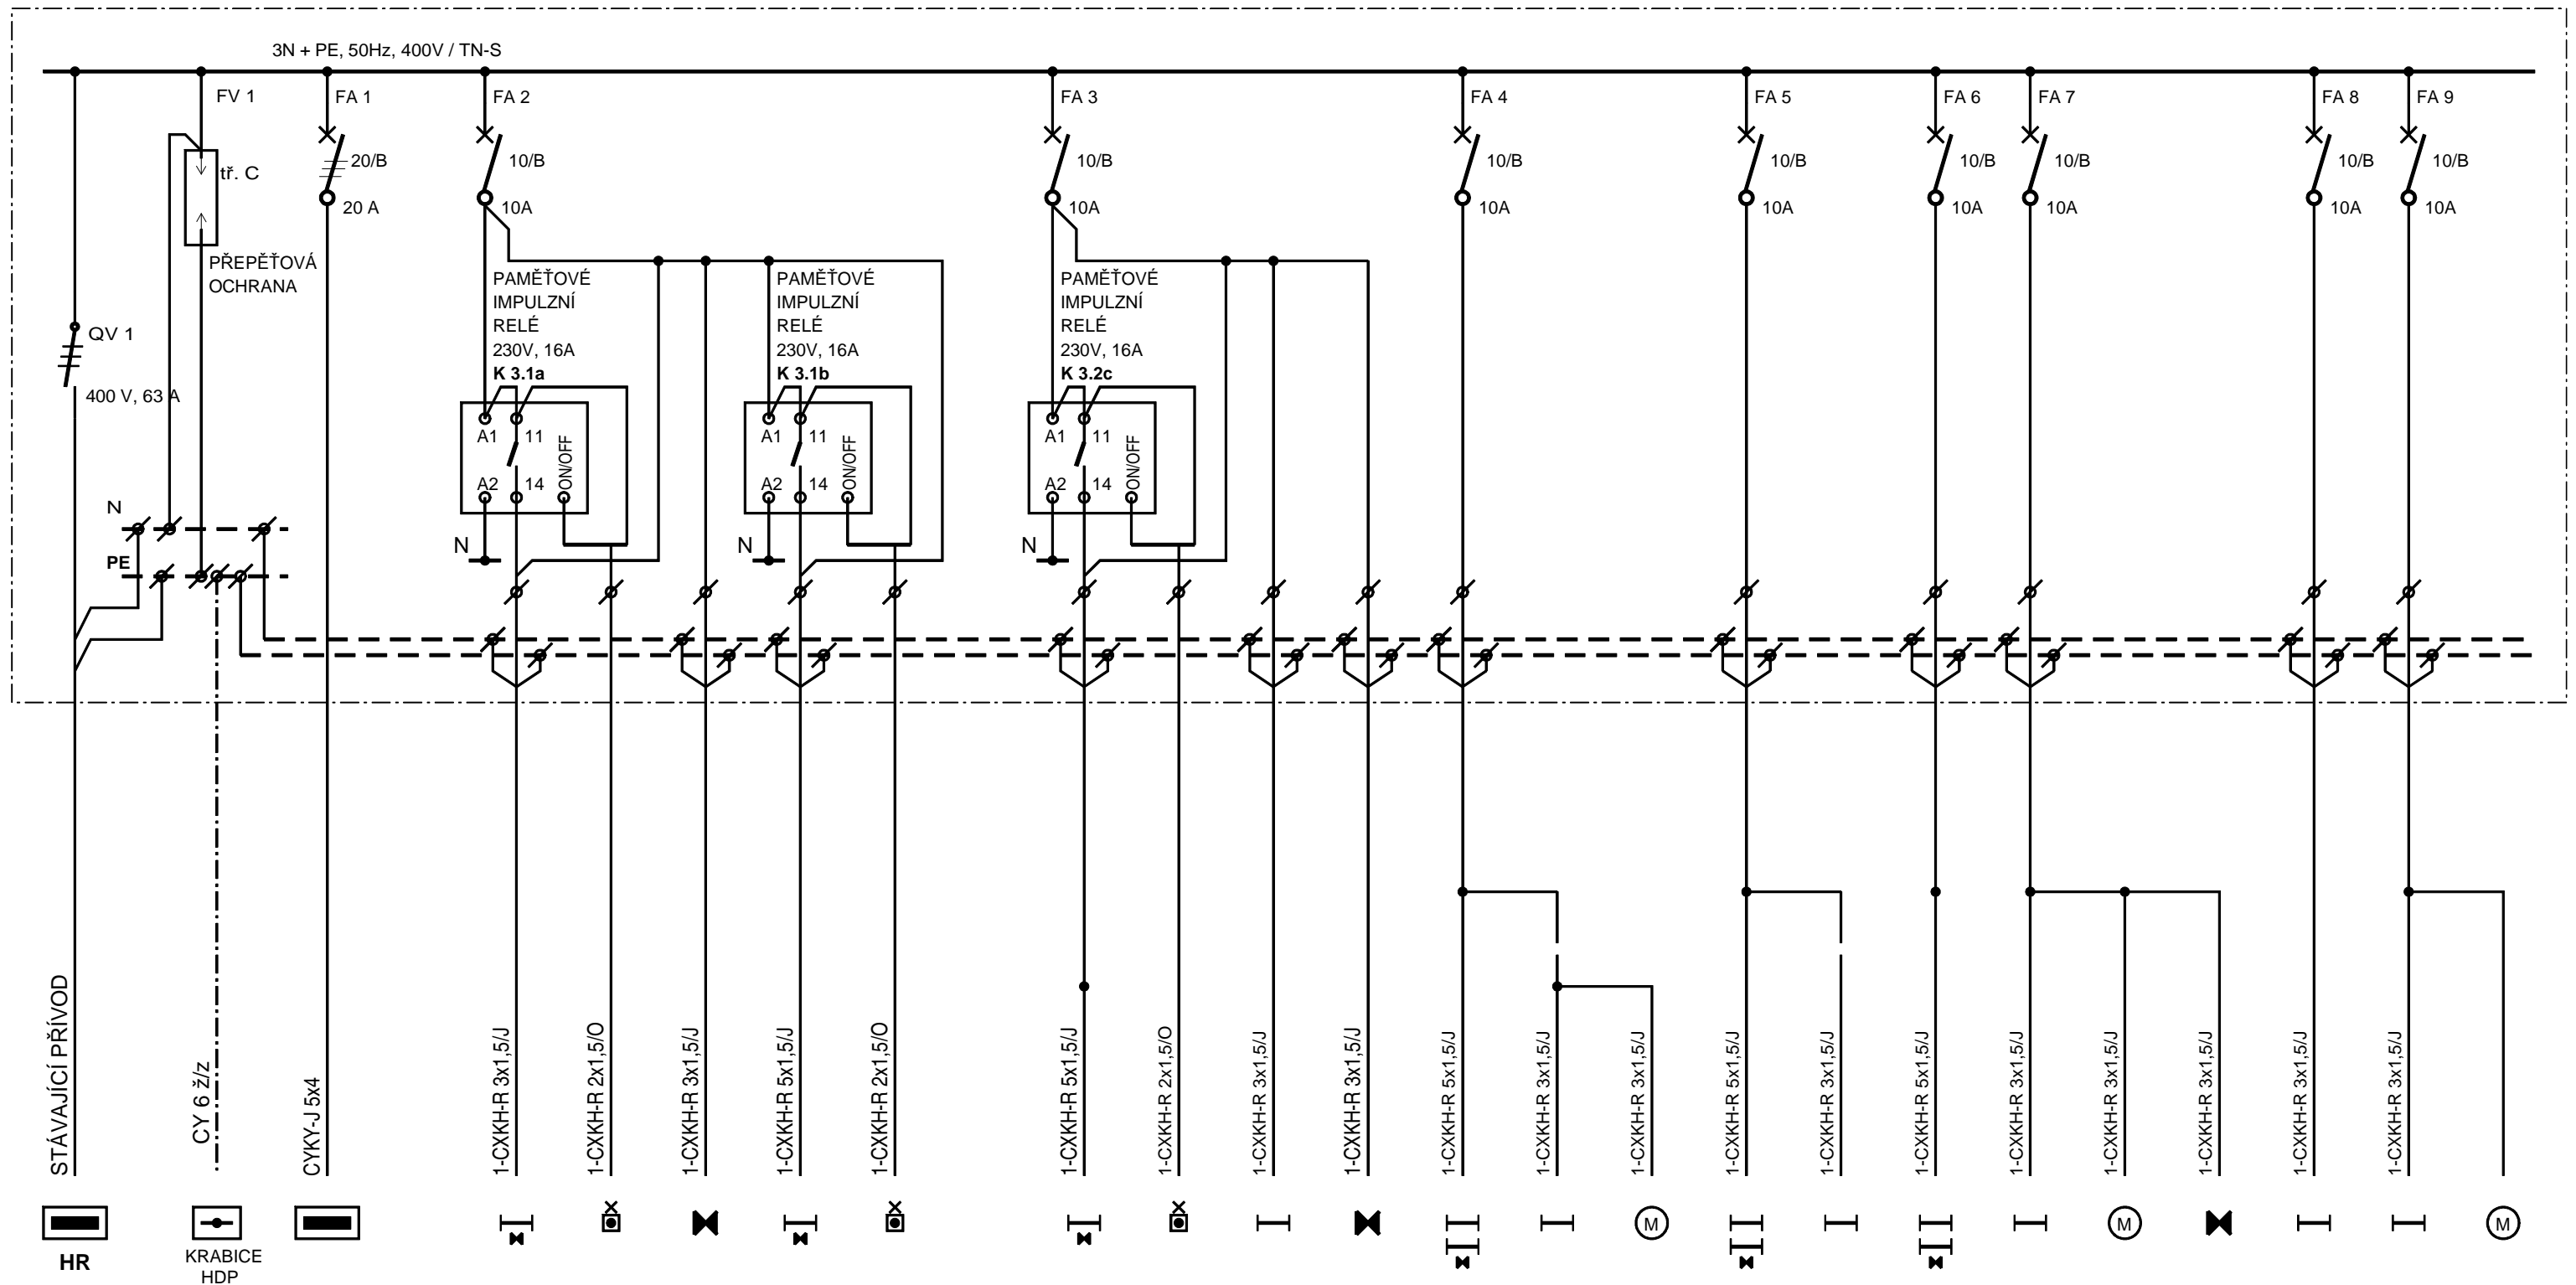 3N + PE, 50Hz, 400V / TN-S
FV 1
FA 1
FA 2
FA 3
FA 4
FA 5
FA 6
FA 7
FA 8
FA 9
20/B
10/B
10/B
10/B
10/B
10/B
10/B
10/B
10/B
tř. C
20 A
10A
10A
10A
10A
10A
10A
10A
10A
PŘEPĚŤOVÁ
OCHRANA
QV 1
400 V, 63 A
PAMĚŤOVÉ
IMPULZNÍ
RELÉ
230V, 16A
K 3.1a
PAMĚŤOVÉ
IMPULZNÍ
RELÉ
230V, 16A
K 3.1b
PAMĚŤOVÉ
IMPULZNÍ
RELÉ
230V, 16A
K 3.2c
A1
11
A2
14
ON/OFF
A1
11
A2
14
ON/OFF
A1
11
A2
14
ON/OFF
N
PE
N
N
N
STÁVAJÍCÍ PŘÍVOD
CY 6 ž/z
CYKY-J 5x4
1-CXKH-R 3x1,5/J
1-CXKH-R 2x1,5/O
1-CXKH-R 3x1,5/J
1-CXKH-R 5x1,5/J
1-CXKH-R 2x1,5/O
1-CXKH-R 5x1,5/J
1-CXKH-R 2x1,5/O
1-CXKH-R 3x1,5/J
1-CXKH-R 3x1,5/J
1-CXKH-R 5x1,5/J
1-CXKH-R 3x1,5/J
1-CXKH-R 3x1,5/J
1-CXKH-R 5x1,5/J
1-CXKH-R 3x1,5/J
1-CXKH-R 5x1,5/J
1-CXKH-R 3x1,5/J
1-CXKH-R 3x1,5/J
1-CXKH-R 3x1,5/J
1-CXKH-R 3x1,5/J
1-CXKH-R 3x1,5/J
M
M
M
HR
KRABICE
HDP